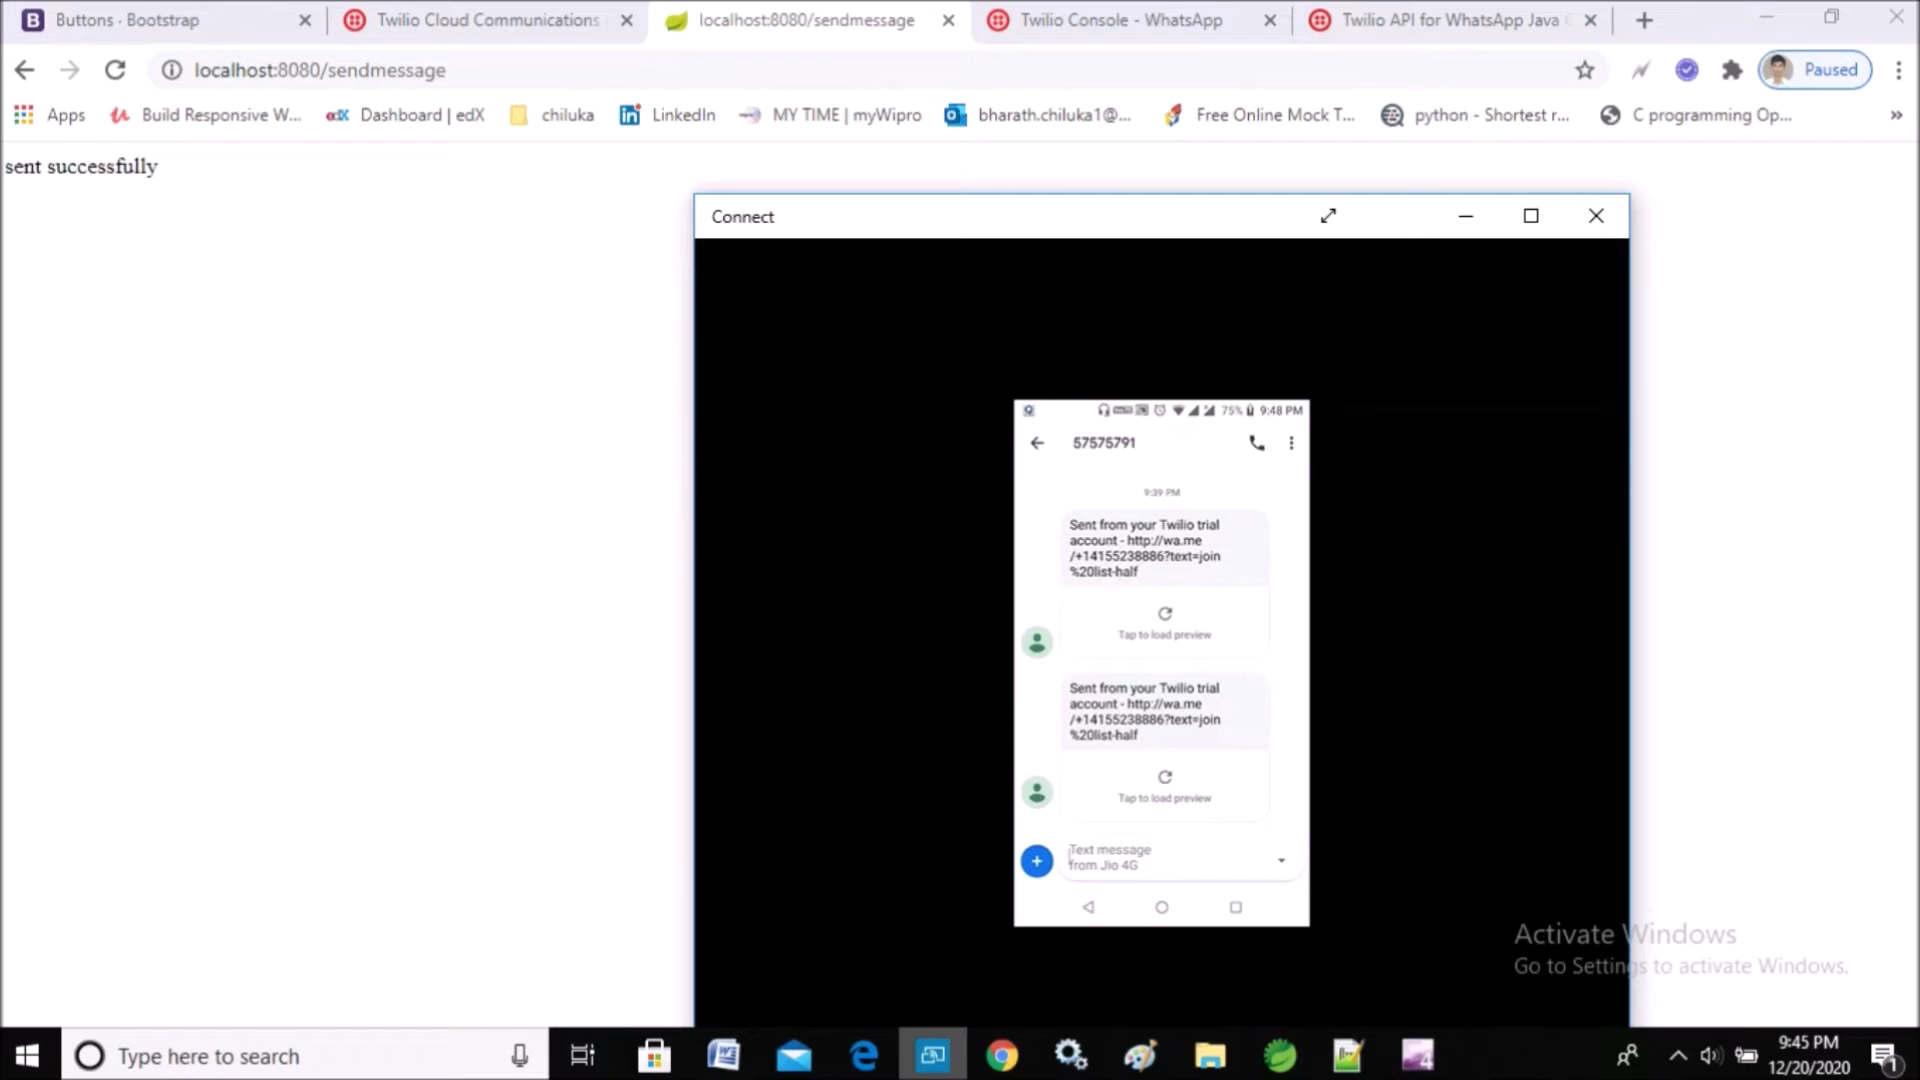 Buttons · Bootstrap
Twilio Cloud Communications
localhost:8080/sendmessage
Twilio Console - WhatsApp
Twilio API for WhatsApp Java
localhost:8080/sendmessage
Paused
Apps
Build Responsive W...
edX
Dashboard | edX
chiluka
LinkedIn
MY TIME | myWipro
bharath.chiluka1@...
Free Online Mock T...
python - Shortest r...
C programming Op...
»
sent successfully
Connect
75%
9:48 PM
57575791
9:39 PM
Sent from your Twilio trial
account - http://wa.me
/+14155238886?text=join
%20list-half
Tap to load preview
Sent from your Twilio trial
account - http://wa.me
/+14155238886?text=join
%20list-half
Tap to load preview
Text message
from Jio 4G
Activate Windows
Go to Settings to activate Windows.
Type here to search
9:45 PM
12/20/2020
1